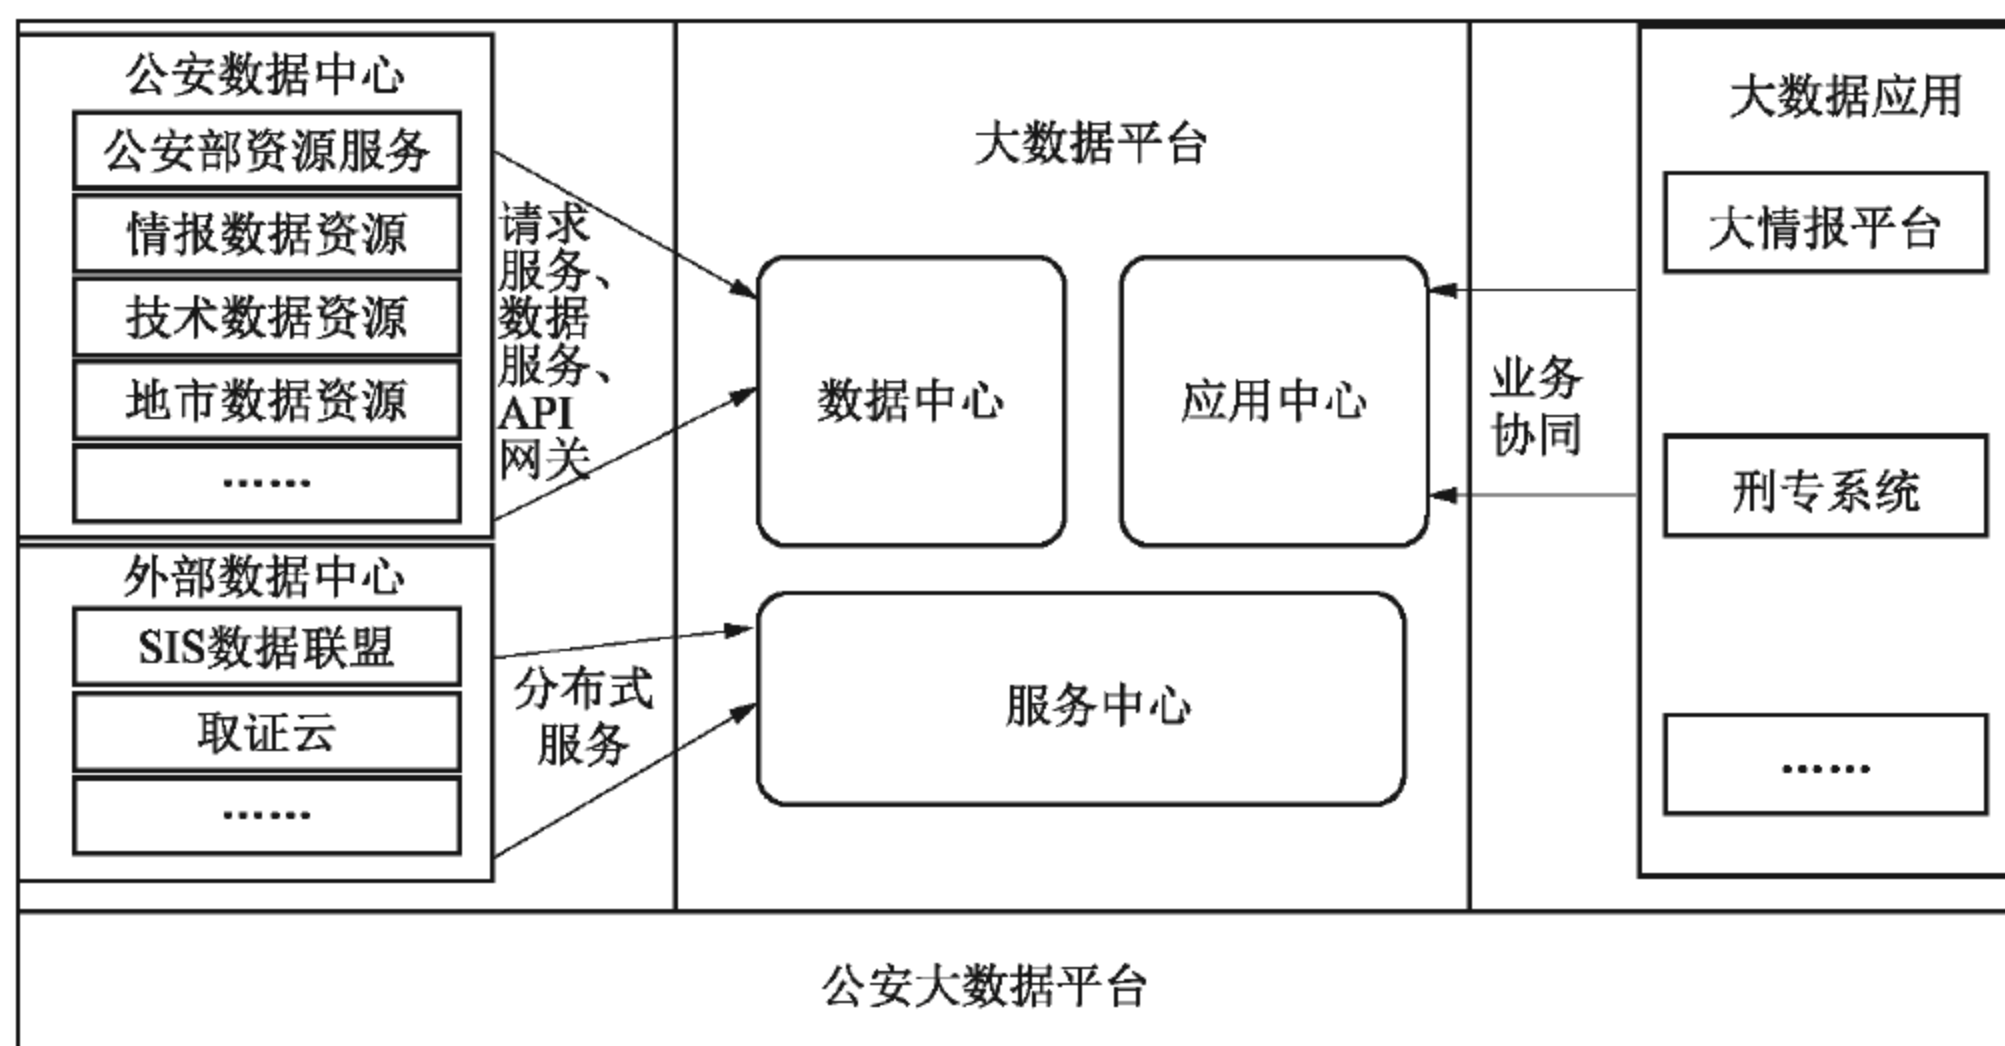 公安数据中心
公安部资源服务
情报数据资源
技术数据资源
地市数据资源
……
外部数据中心
SIS数据联盟
取证云
……
请求
服务、
数据
服务、
API
网关
分布式
服务
大数据平台
数据中心
应用中心
服务中心
业务
协同
大数据应用
大情报平台
刑专系统
……
公安大数据平台